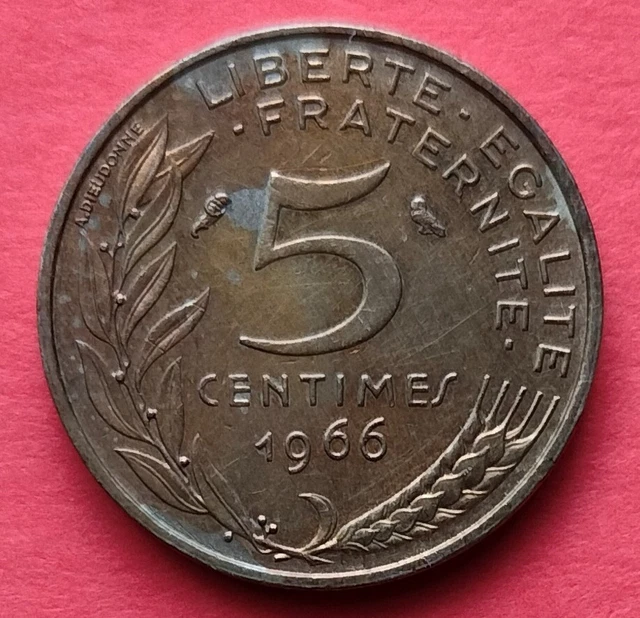 LIBERTE · EGALITE
· FRATERNITE ·
A.DIEUDONNE
5
CENTIMES
1966